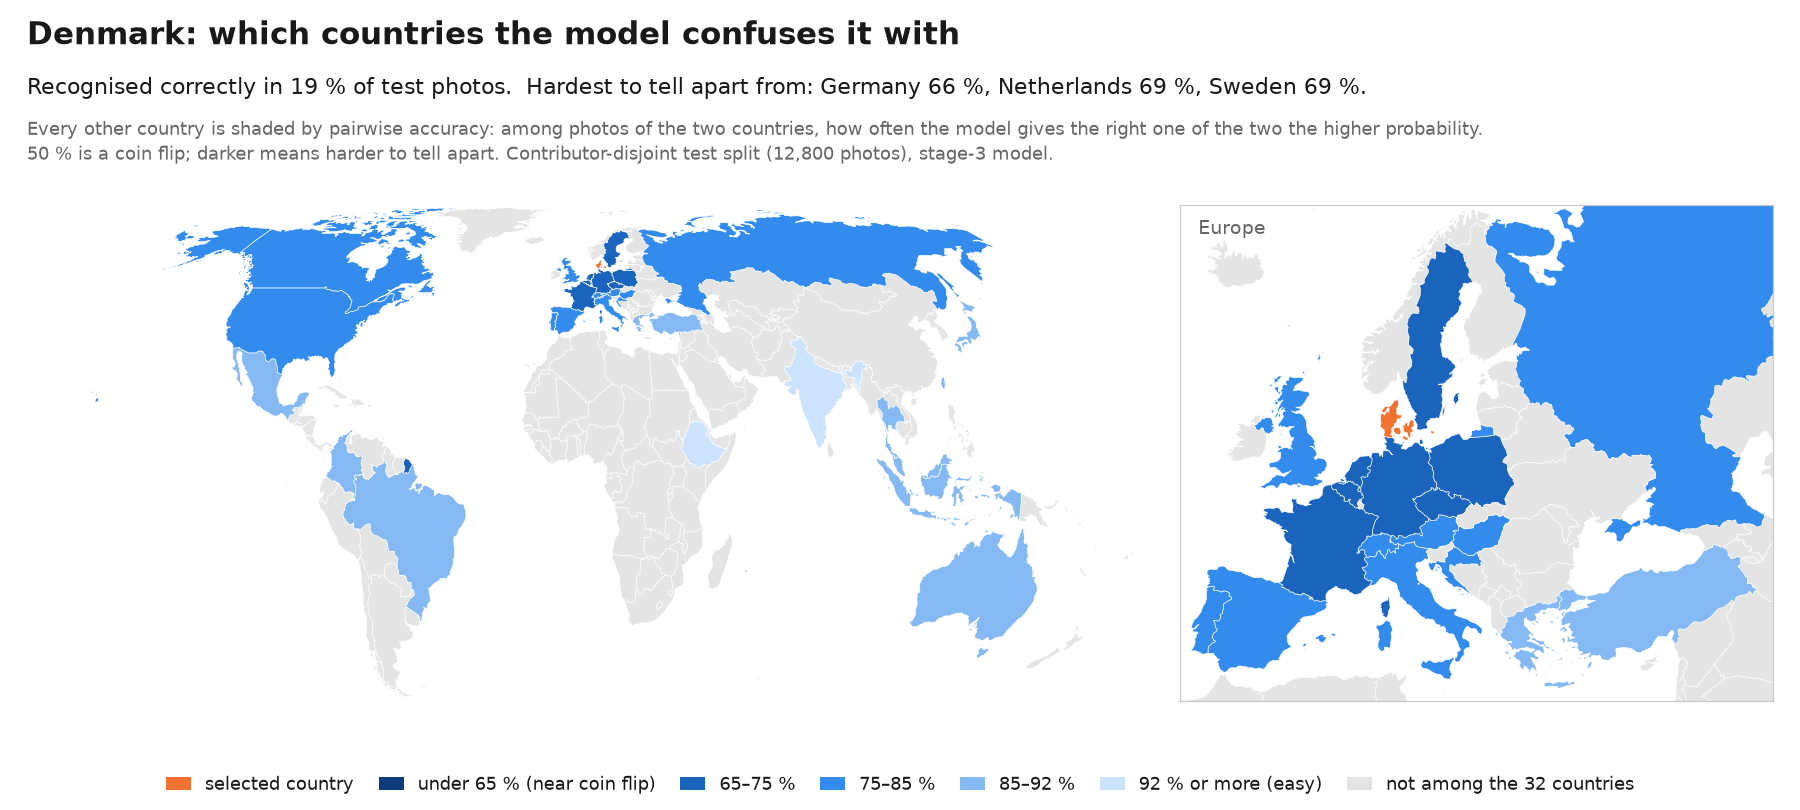 Denmark: which countries the model confuses it with
Recognised correctly in 19 % of test photos.  Hardest to tell apart from: Germany 66 %, Netherlands 69 %, Sweden 69 %.
Every other country is shaded by pairwise accuracy: among photos of the two countries, how often the model gives the right one of the two the higher probability.
50 % is a coin flip; darker means harder to tell apart. Contributor-disjoint test split (12,800 photos), stage-3 model.
Europe
selected country
under 65 % (near coin flip)
65–75 %
75–85 %
85–92 %
92 % or more (easy)
not among the 32 countries